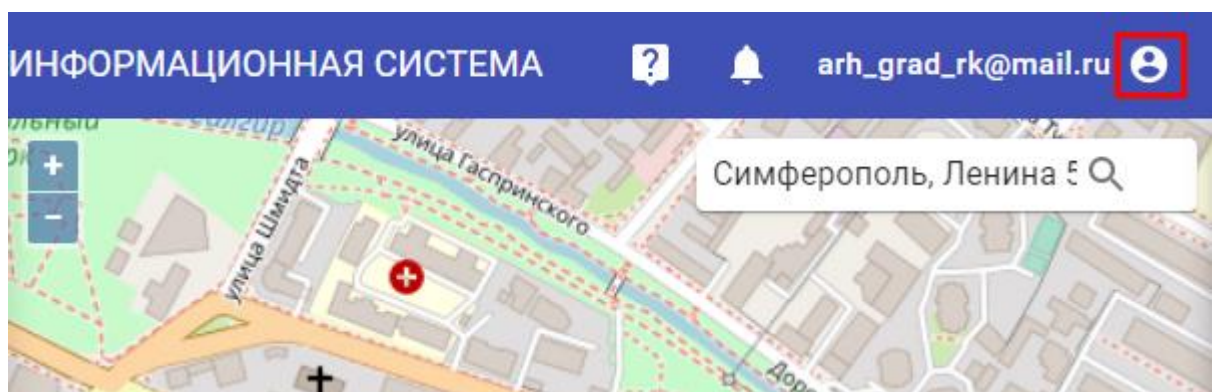 ИНФОРМАЦИОННАЯ СИСТЕМА
arh_grad_rk@mail.ru
Симферополь, Ленина 5
улица Гаспринского
улица Шмидта